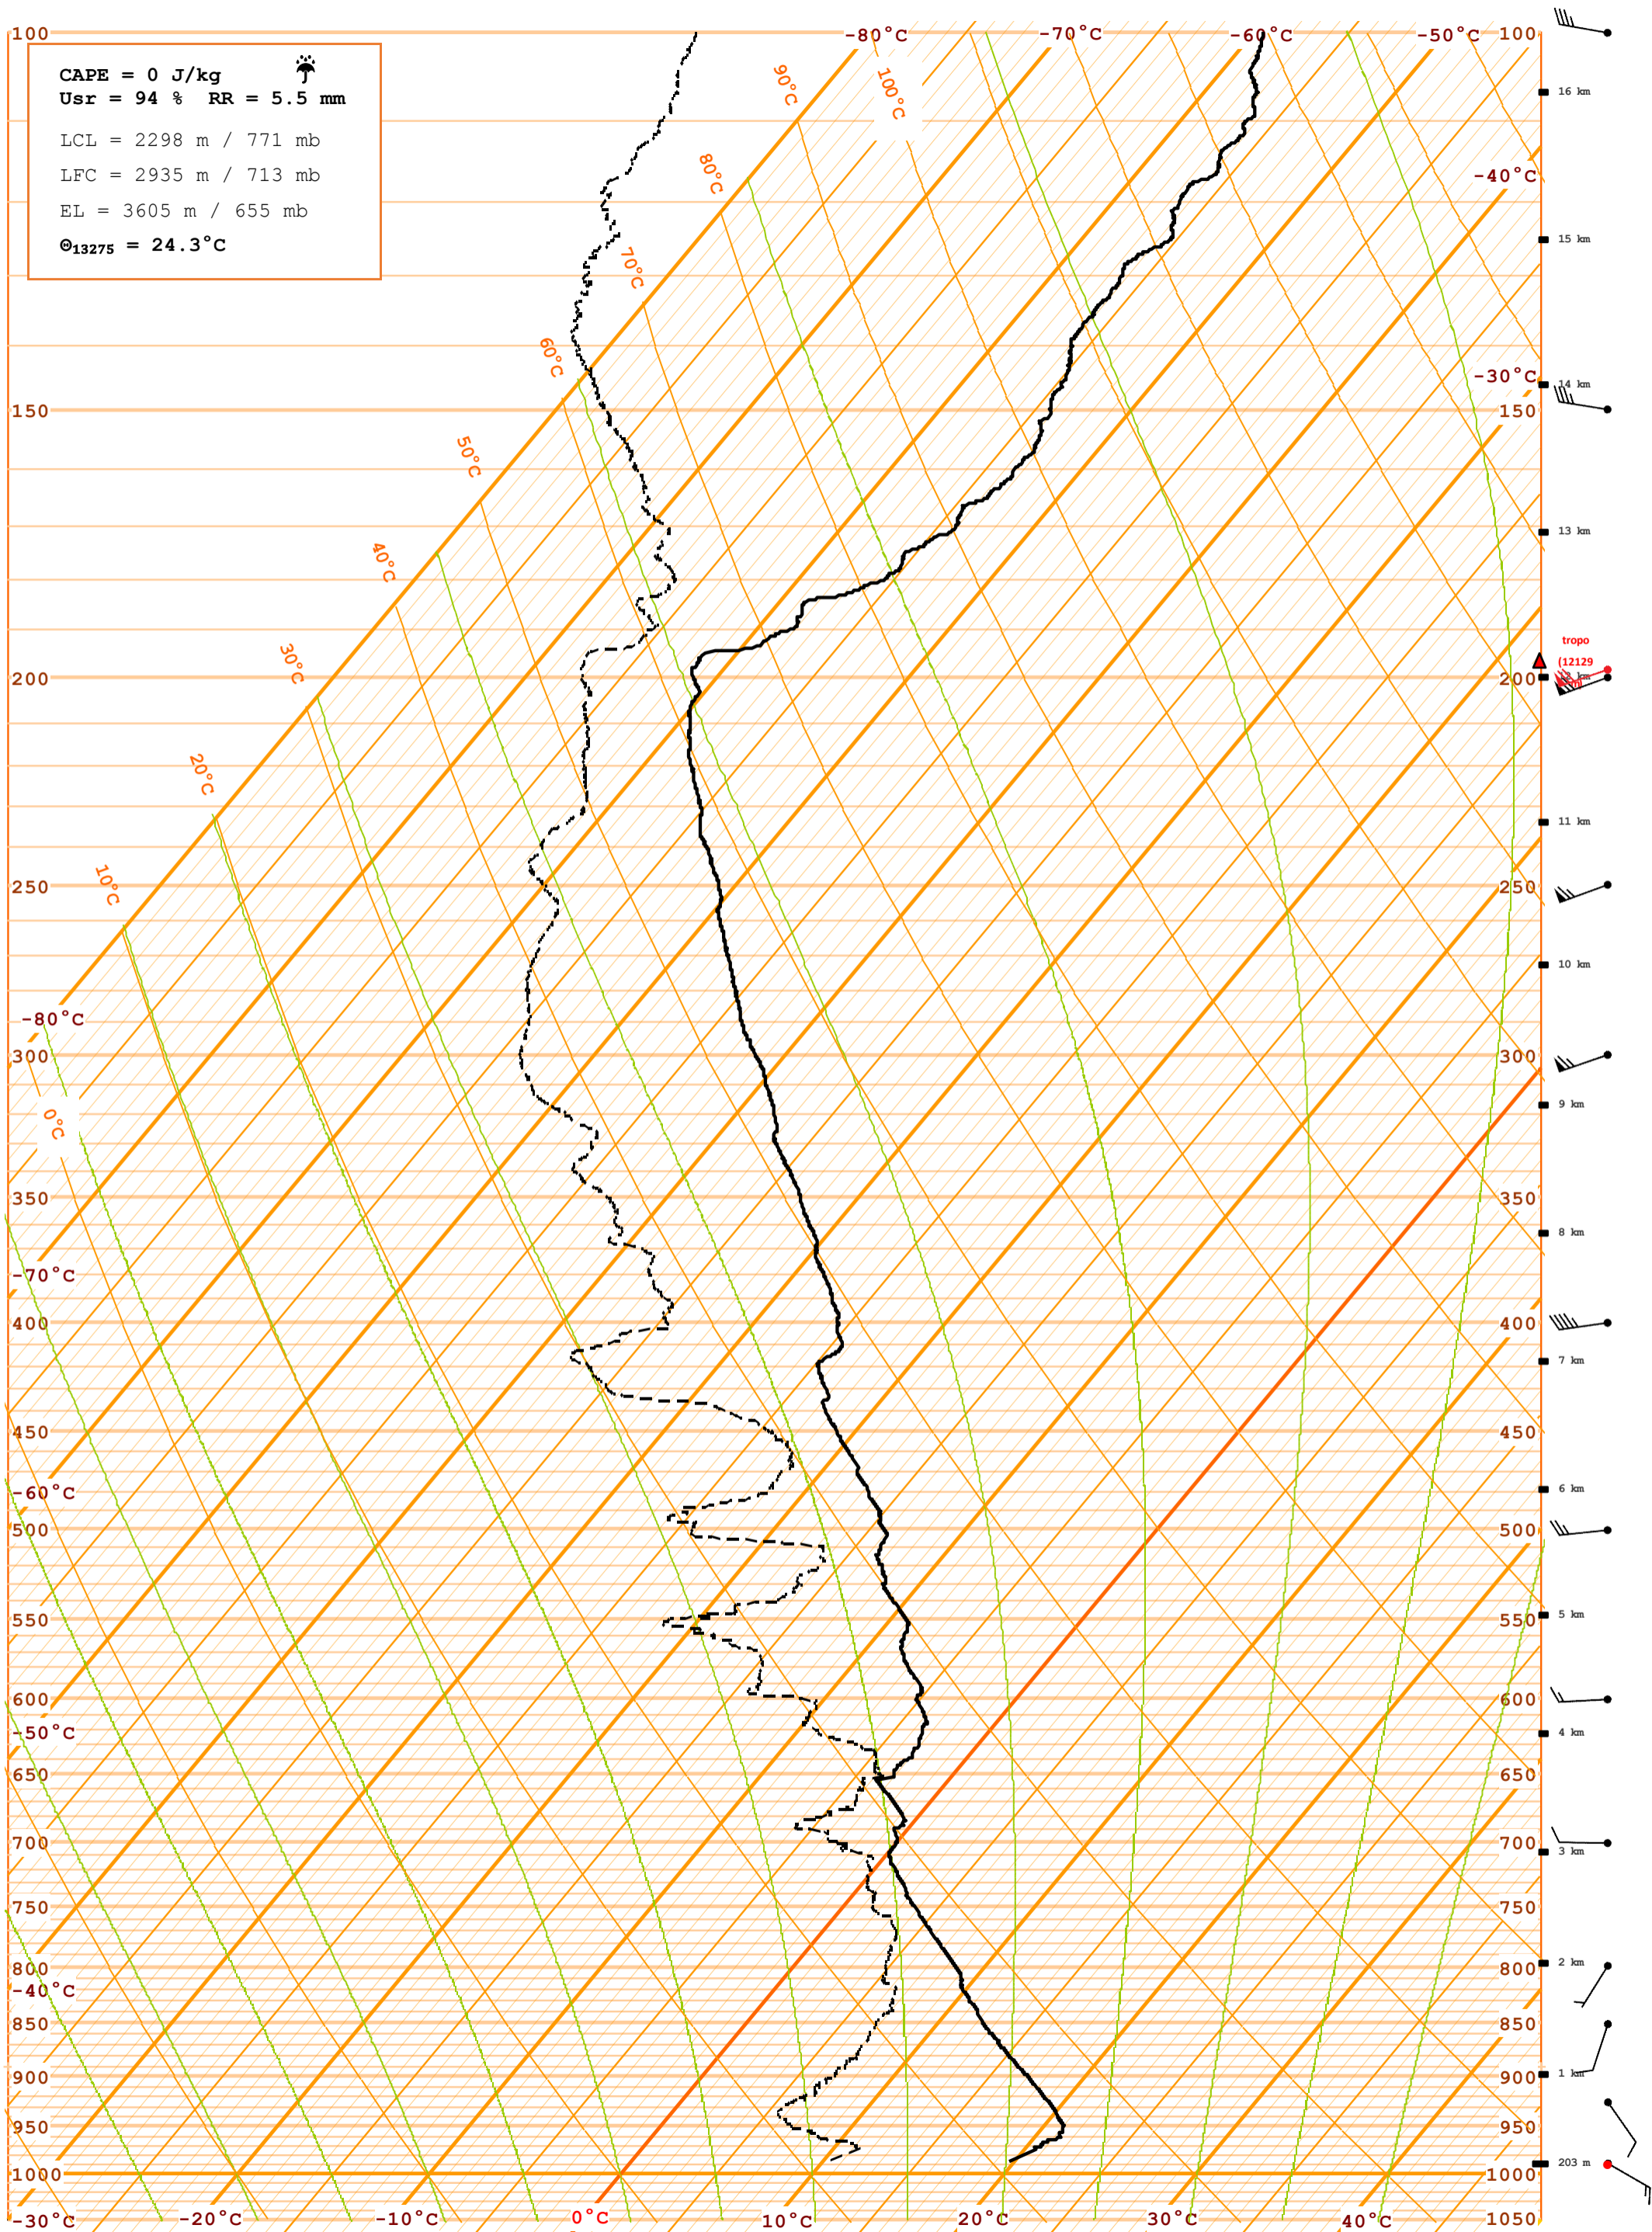 100 -80°C -70°C -60°C -50°C 100
CAPE = 0 J/kg
Usr = 94 % RR = 5.5 mm
LCL = 2298 m / 771 mb
LFC = 2935 m / 713 mb
EL = 3605 m / 655 mb
Θ13275 = 24.3°C
90°C 100°C
16 km
80°C
-40°C
70°C
15 km
60°C
-30°C
14 km
150 150
50°C
13 km
40°C
30°C
tropo
(12129
200 200
20°C
11 km
10°C
250 250
10 km
-80°C
300 300
9 km
0°C
350 350
8 km
-70°C
400 400
7 km
450 450
6 km
-60°C
500 500
5 km
550 550
600 600
-50°C
4 km
650 650
700 700
3 km
750 750
2 km
800 800
-40°C
850 850
1 km
900 900
950 950
203 m
1000 1000
-30°C -20°C -10°C 0°C 10°C 20°C 30°C 40°C 1050